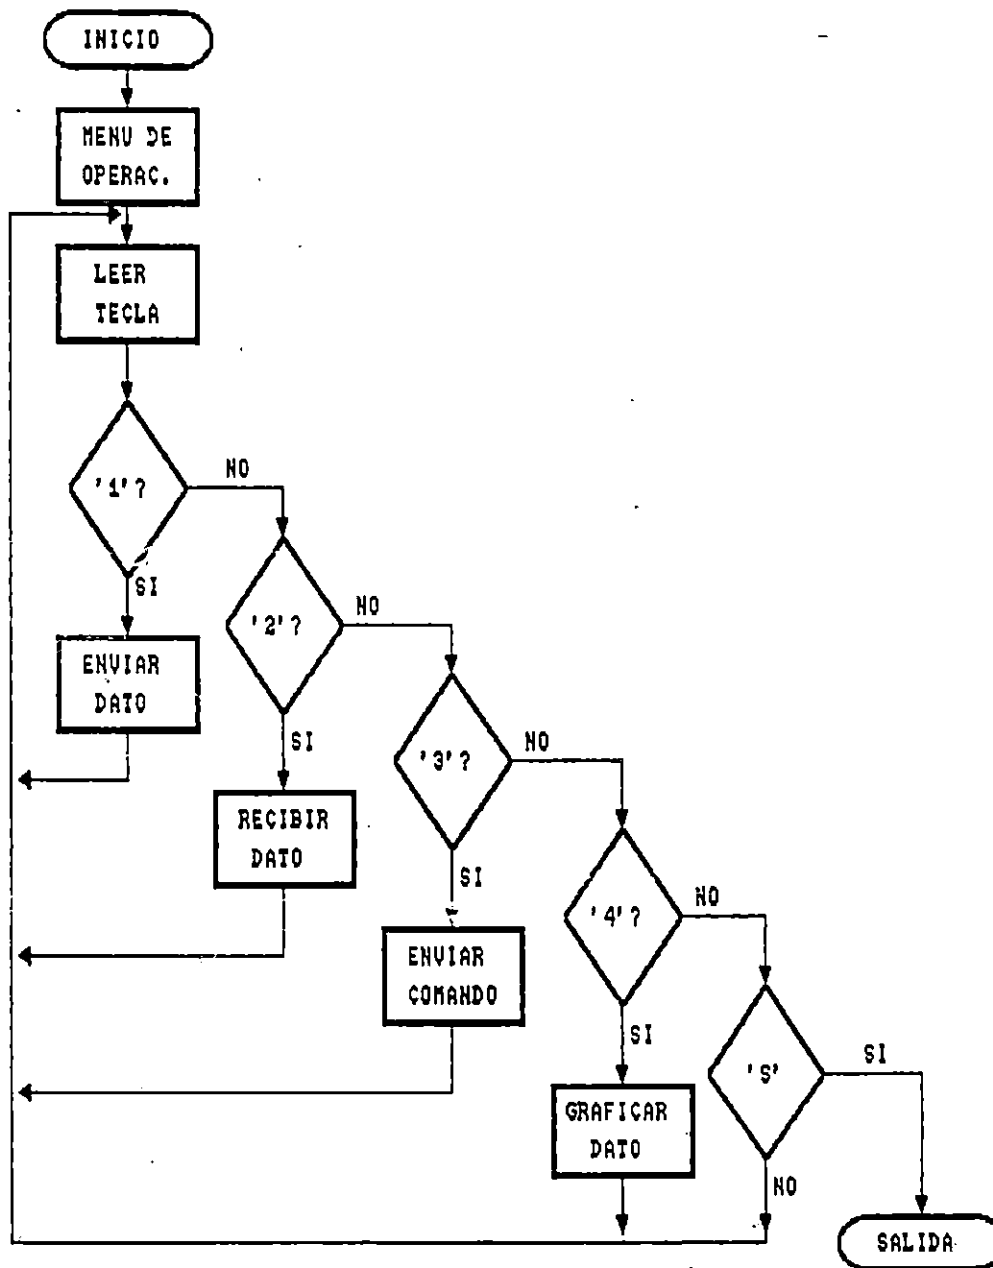 INICIO
MENU DE
OPERAC.
LEER
TECLA
'1'?
NO
SI
'2'?
NO
ENVIAR
DATO
SI
'3'?
NO
RECIBIR
DATO
SI
'4'?
NO
ENVIAR
COMANDO
SI
'S'
SI
GRAFICAR
DATO
NO
SALIDA